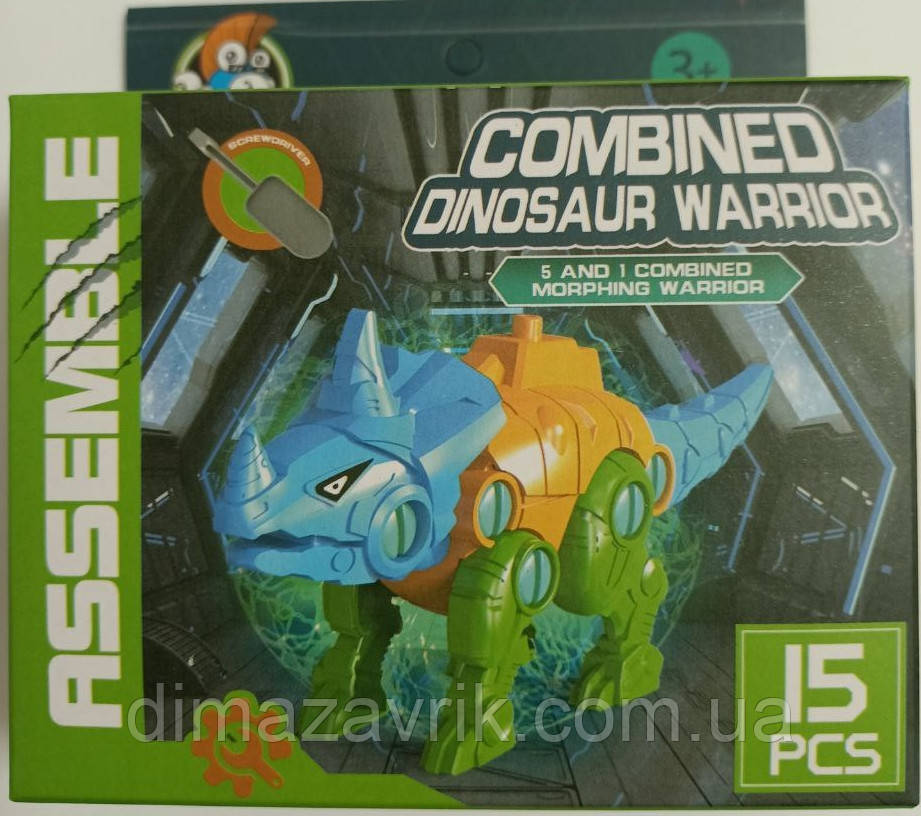 3+
ASSEMBLE
SCREWDRIVER
COMBINED
DINOSAUR WARRIOR
5 AND 1 COMBINED
MORPHING WARRIOR
dimazavrik.com.ua
15
PCS